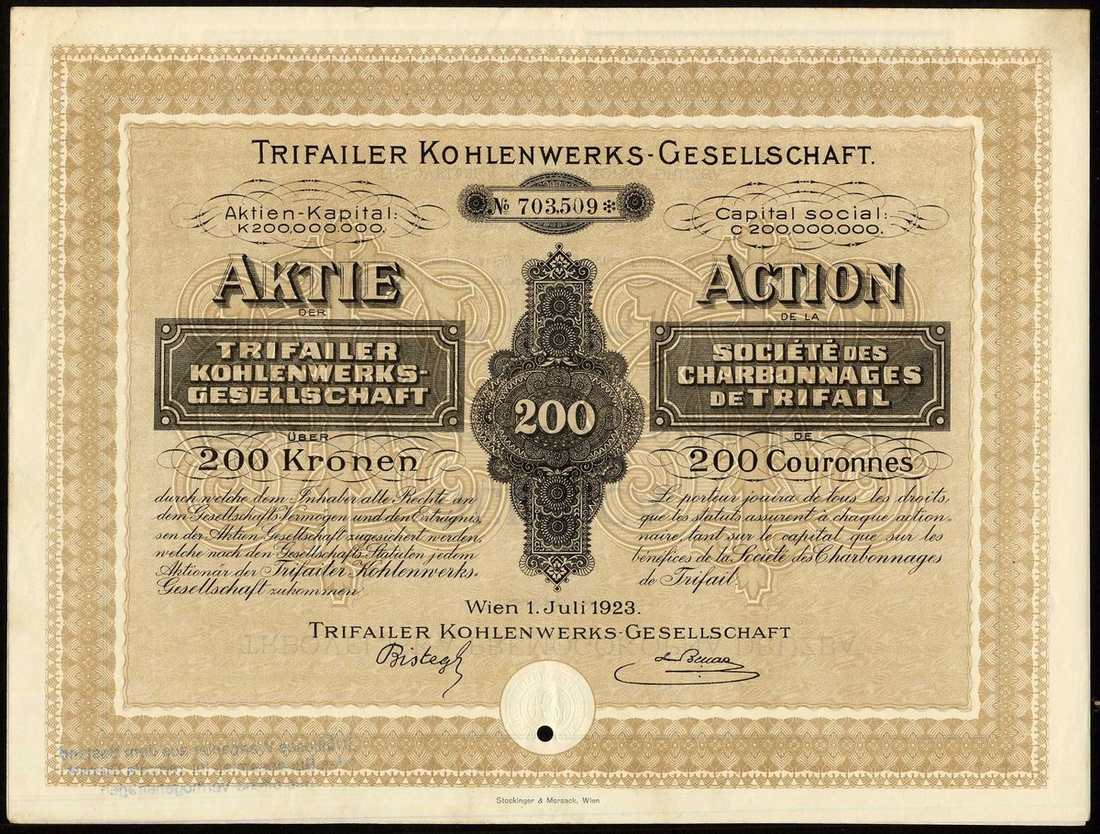 TRIFAILER KOHLENWERKS-GESELLSCHAFT.
№ 703.509
Aktien-Kapital:
K 200,000.000.
Capital social:
C 200,000.000.
AKTIE
DER
TRIFAILER
KOHLENWERKS-
GESELLSCHAFT
ÜBER
200 Kronen
durch welche dem Inhaber alle Rechte an
dem Gesellschafts-Vermögen und den Erträgnis-
sen der Aktien-Gesellschaft zugesichert werden,
welche nach den Gesellschafts-Statuten jedem
Aktionär der Trifailer Kohlenwerks-
Gesellschaft zukommen.
200
ACTION
DE LA
SOCIÉTÉ DES
CHARBONNAGES
DE TRIFAIL
DE
200 Couronnes
Le porteur jouira de tous les droits,
que les statuts assurent à chaque action-
naire, tant sur le capital que sur les
bénéfices de la Société des Charbonnages
de Trifail.
Wien 1. Juli 1923.
TRIFAILER KOHLENWERKS-GESELLSCHAFT
Stockinger & Morsack, Wien